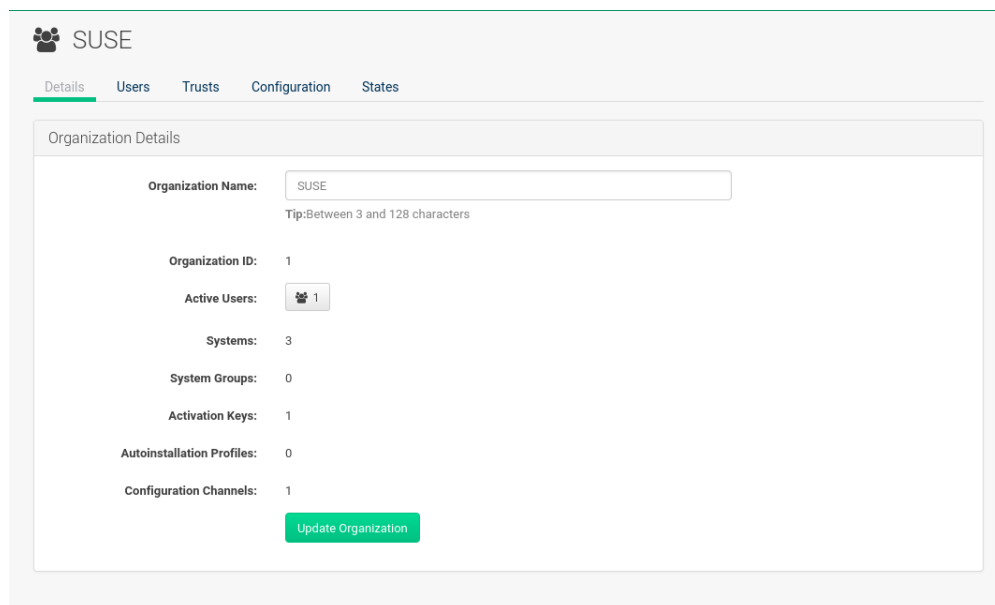 SUSE
Details Users Trusts Configuration States
Organization Details
Organization Name: SUSE
Tip:Between 3 and 128 characters
Organization ID: 1
Active Users: 1
Systems: 3
System Groups: 0
Activation Keys: 1
Autoinstallation Profiles: 0
Configuration Channels: 1
Update Organization